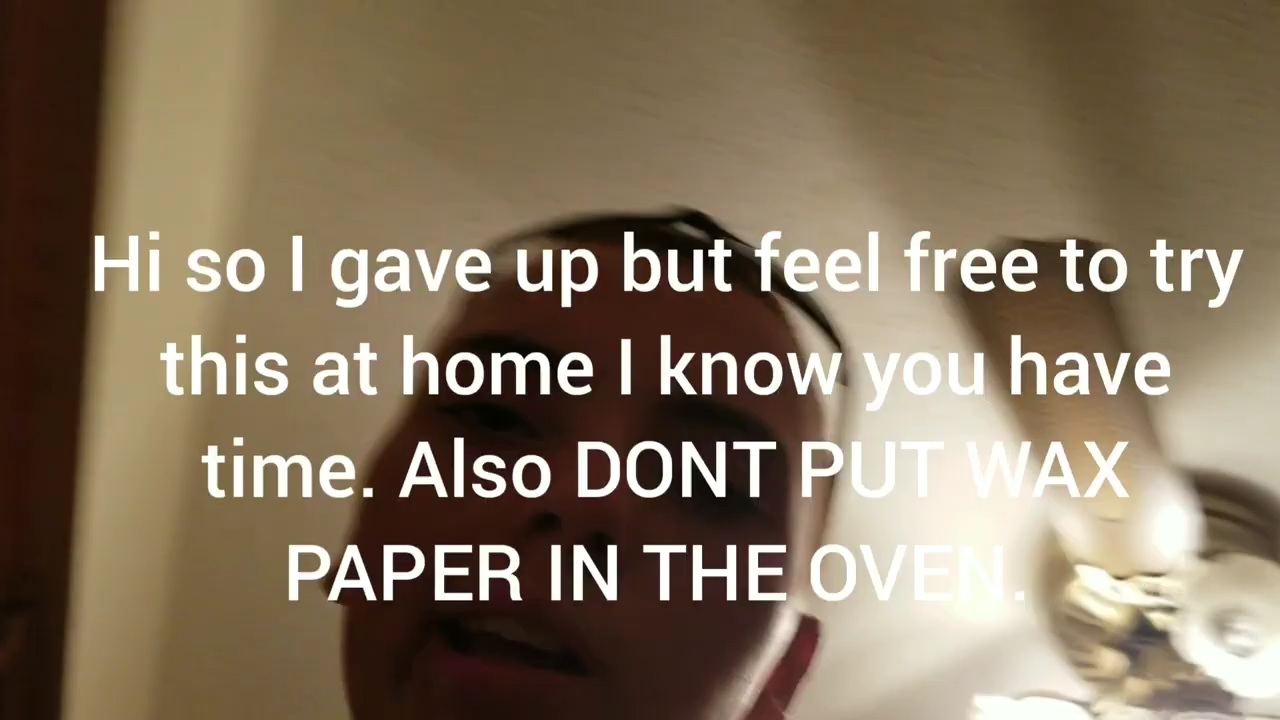 Hi so I gave up but feel free to try
this at home I know you have
time. Also DONT PUT WAX
PAPER IN THE OVEN.